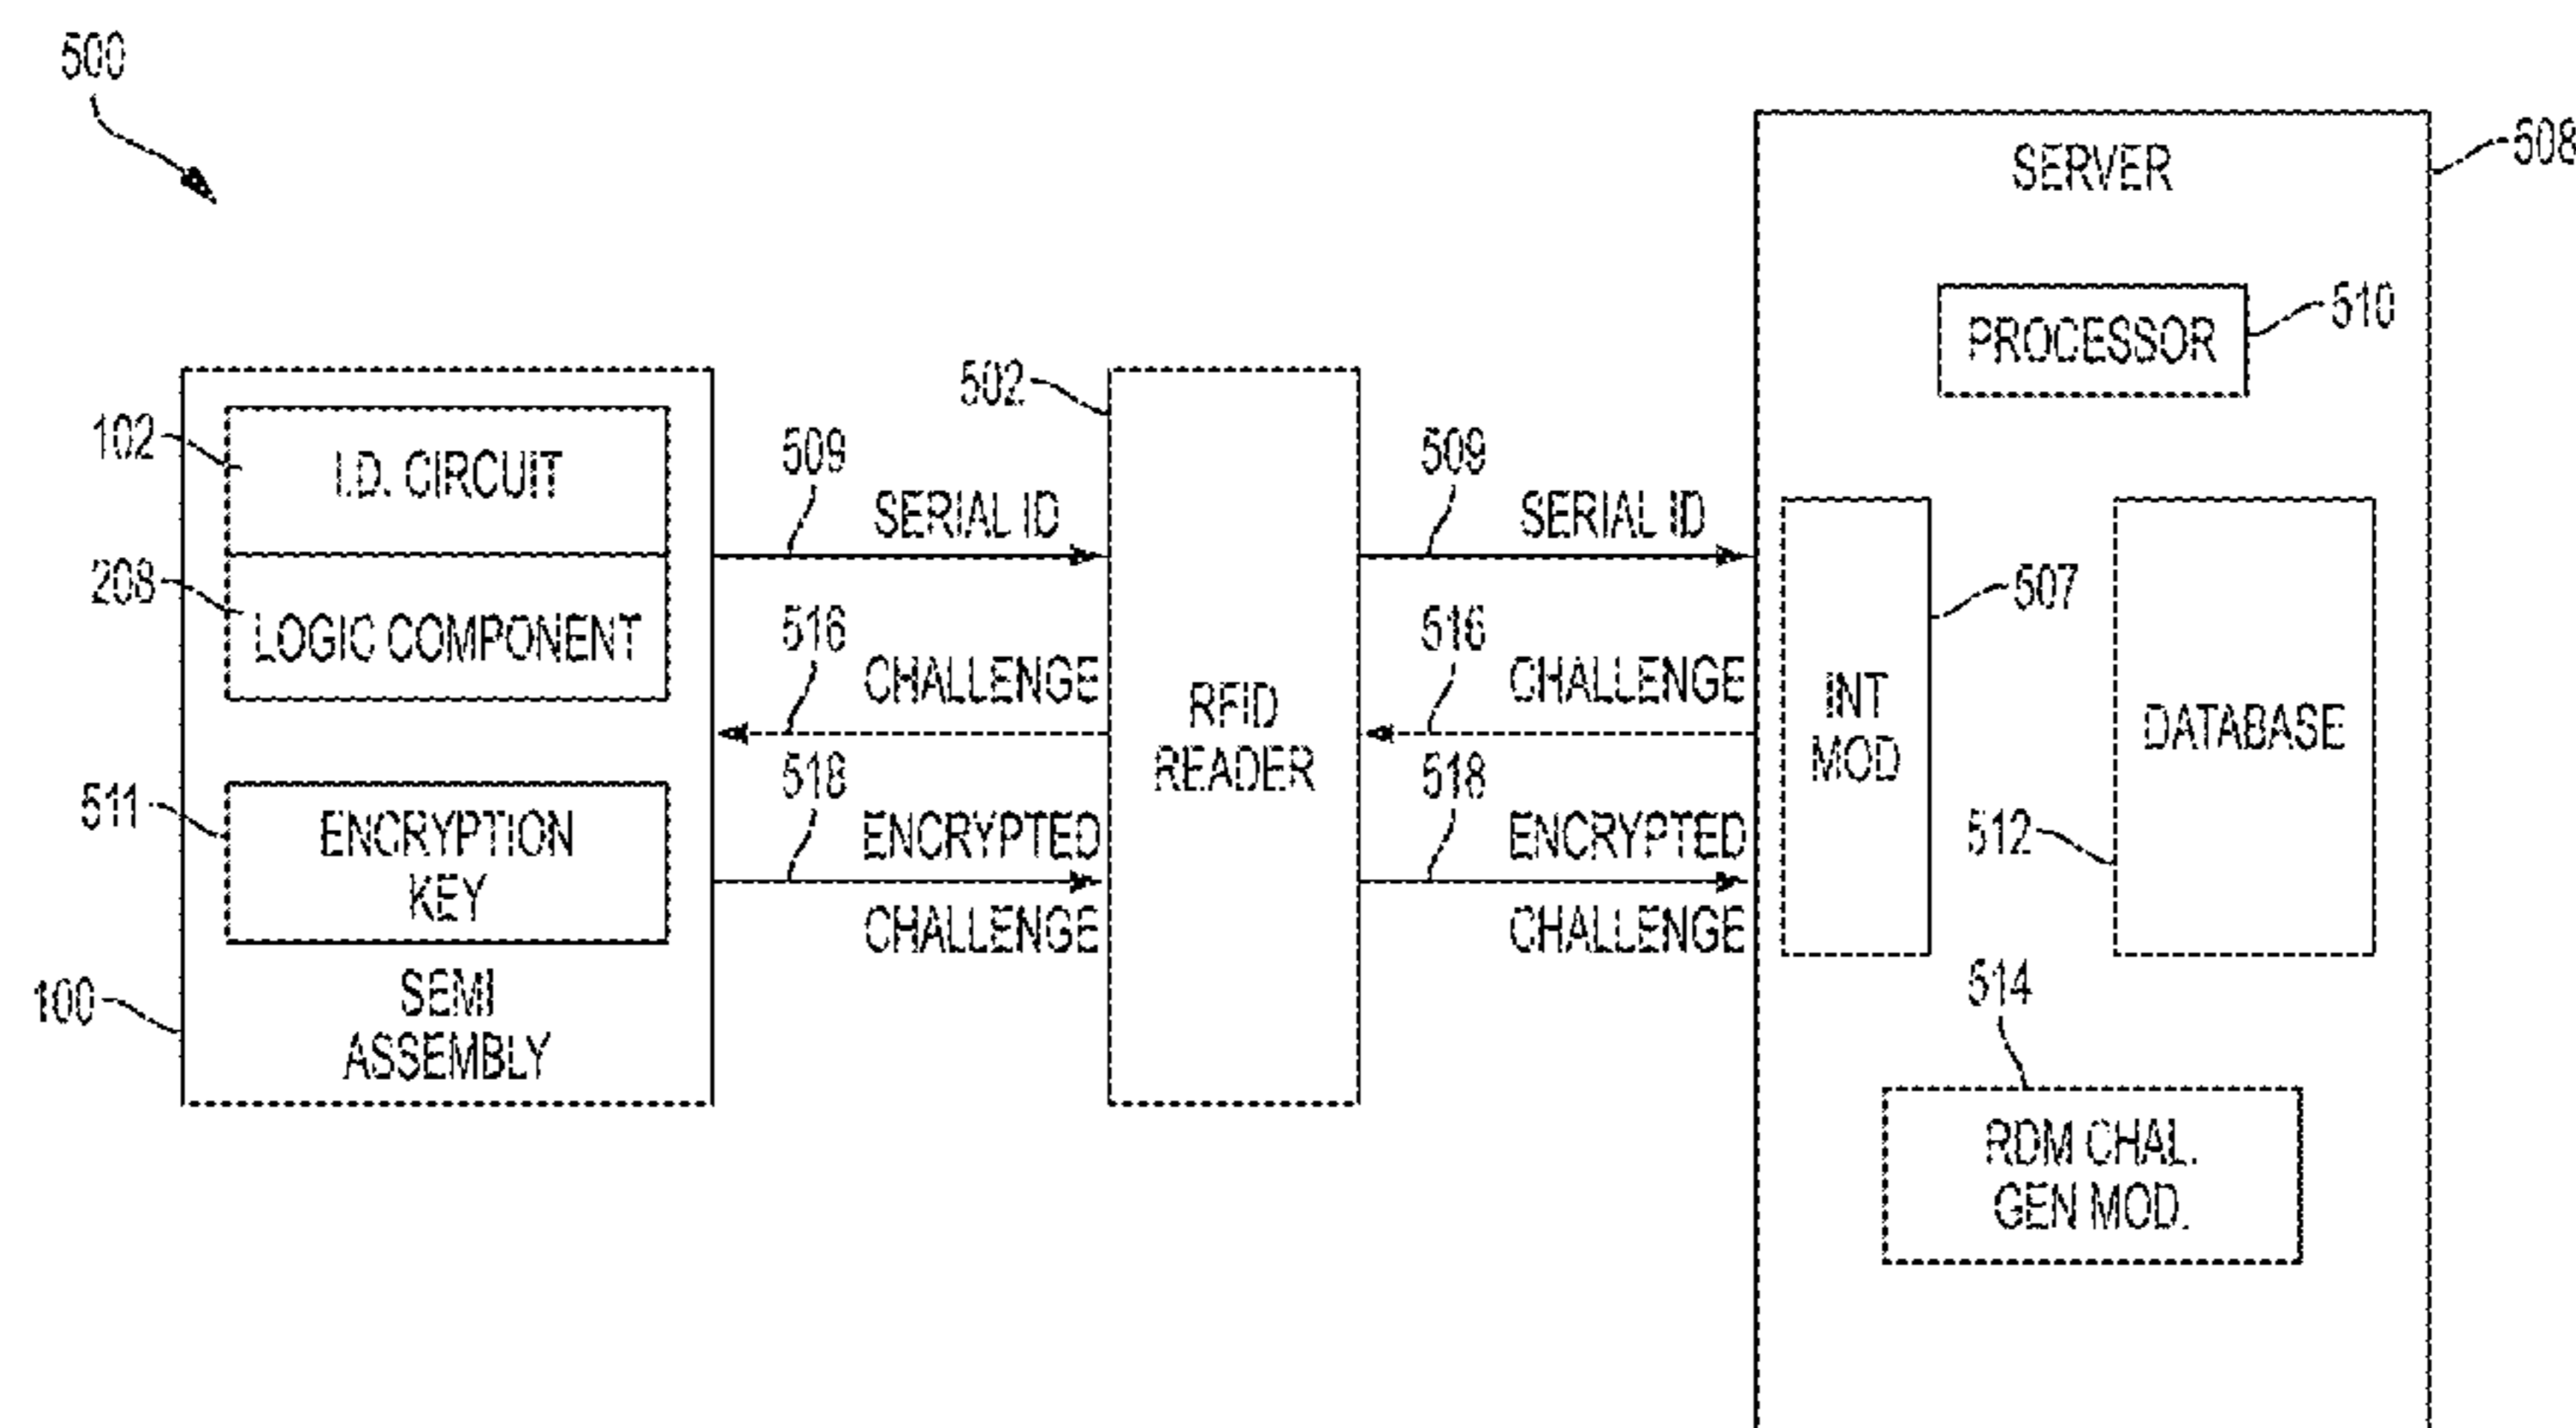 500
SERVER
508
PROCESSOR
510
102
I.D. CIRCUIT
208
LOGIC COMPONENT
511
ENCRYPTION
KEY
100
SEMI
ASSEMBLY
509
SERIAL ID
516
CHALLENGE
518
ENCRYPTED
CHALLENGE
502
RFID
READER
509
SERIAL ID
516
CHALLENGE
518
ENCRYPTED
CHALLENGE
INT
MOD
507
DATABASE
512
514
RDM CHAL.
GEN MOD.